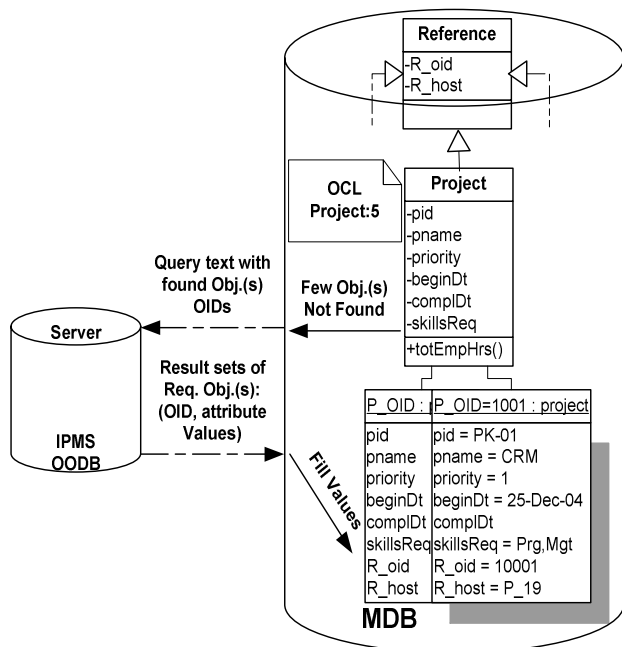 Reference
-R_oid
-R_host
OCL
Project:5
Project
-pid
-pname
-priority
-beginDt
-complDt
-skillsReq
+totEmpHrs()
Query text with
found Obj.(s)
OIDs
Few Obj.(s)
Not Found
Server
IPMS
OODB
Result sets of
Req. Obj.(s):
(OID, attribute
Values)
Fill Values
P_OID : 
pid
pname
priority
beginDt
complDt
skillsReq
R_oid
R_host
P_OID=1001 : project
pid = PK-01
pname = CRM
priority = 1
beginDt = 25-Dec-04
complDt
skillsReq = Prg,Mgt
R_oid = 10001
R_host = P_19
MDB